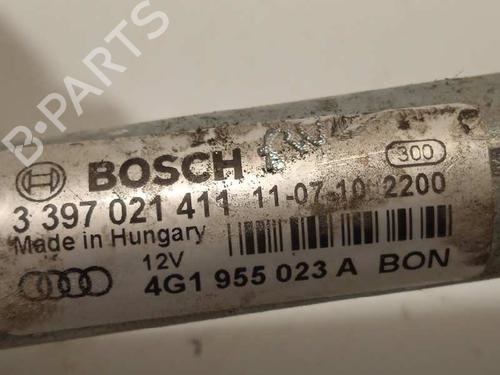 B-PARTS
BOSCH
300
3 397 021 411 11-07-10 2200
Made in Hungary
12V
4G1 955 023 A BON